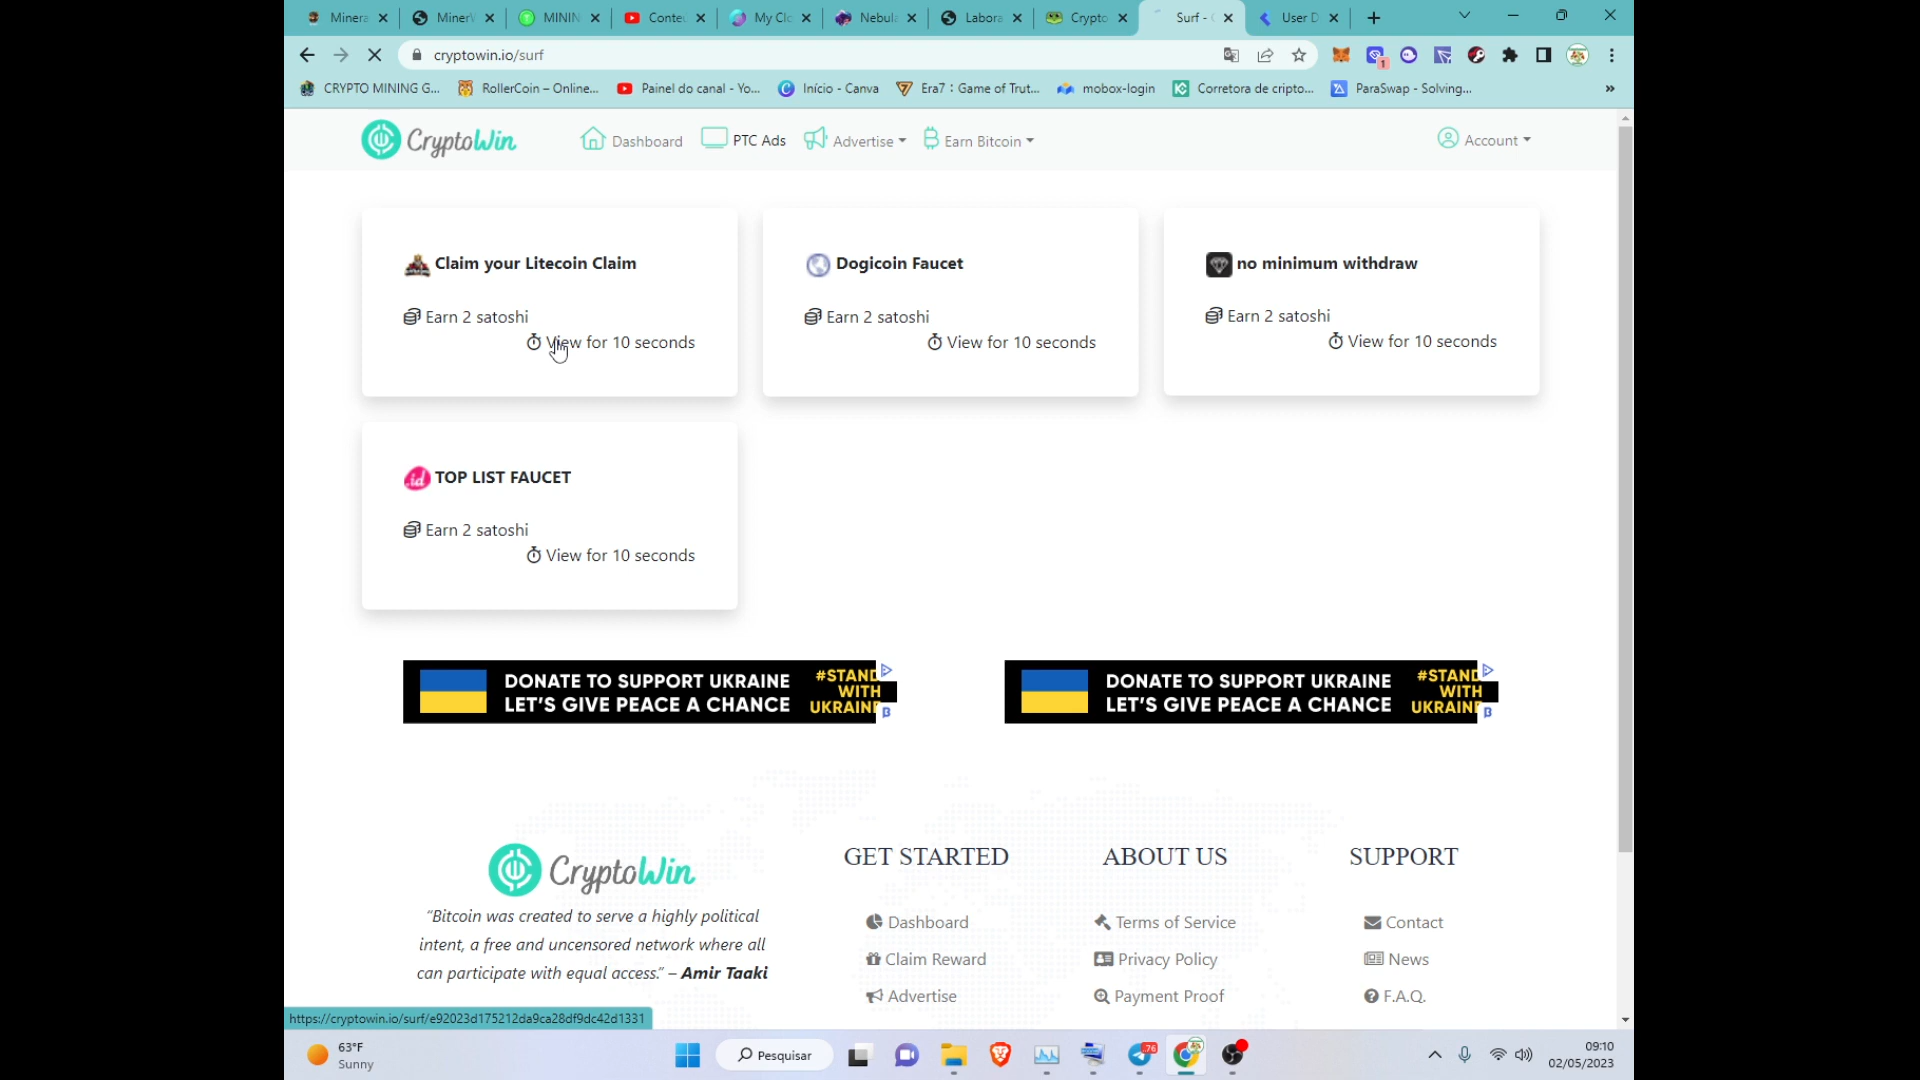 Minera
Miner
MININ
Conte
My Clo
Nebula
Labora
Crypto
Surf -
User D
cryptowin.io/surf
1
CRYPTO MINING G...
RollerCoin – Online...
Painel do canal - Yo...
Início - Canva
Era7 : Game of Trut...
mobox-login
Corretora de cripto...
ParaSwap - Solving...
»
CryptoWin
Dashboard
PTC Ads
Advertise
Earn Bitcoin
Account
Claim your Litecoin Claim
Earn 2 satoshi
View for 10 seconds
Dogicoin Faucet
Earn 2 satoshi
View for 10 seconds
no minimum withdraw
Earn 2 satoshi
View for 10 seconds
.id TOP LIST FAUCET
Earn 2 satoshi
View for 10 seconds
DONATE TO SUPPORT UKRAINE
LET'S GIVE PEACE A CHANCE
#STAND
WITH
UKRAINE
DONATE TO SUPPORT UKRAINE
LET'S GIVE PEACE A CHANCE
#STAND
WITH
UKRAINE
CryptoWin
"Bitcoin was created to serve a highly political
intent, a free and uncensored network where all
can participate with equal access." – Amir Taaki
GET STARTED
Dashboard
Claim Reward
Advertise
ABOUT US
Terms of Service
Privacy Policy
Payment Proof
SUPPORT
Contact
News
F.A.Q.
https://cryptowin.io/surf/e92023d175212da9ca28df9dc42d1331
63°F
Sunny
Pesquisar
76
09:10
02/05/2023